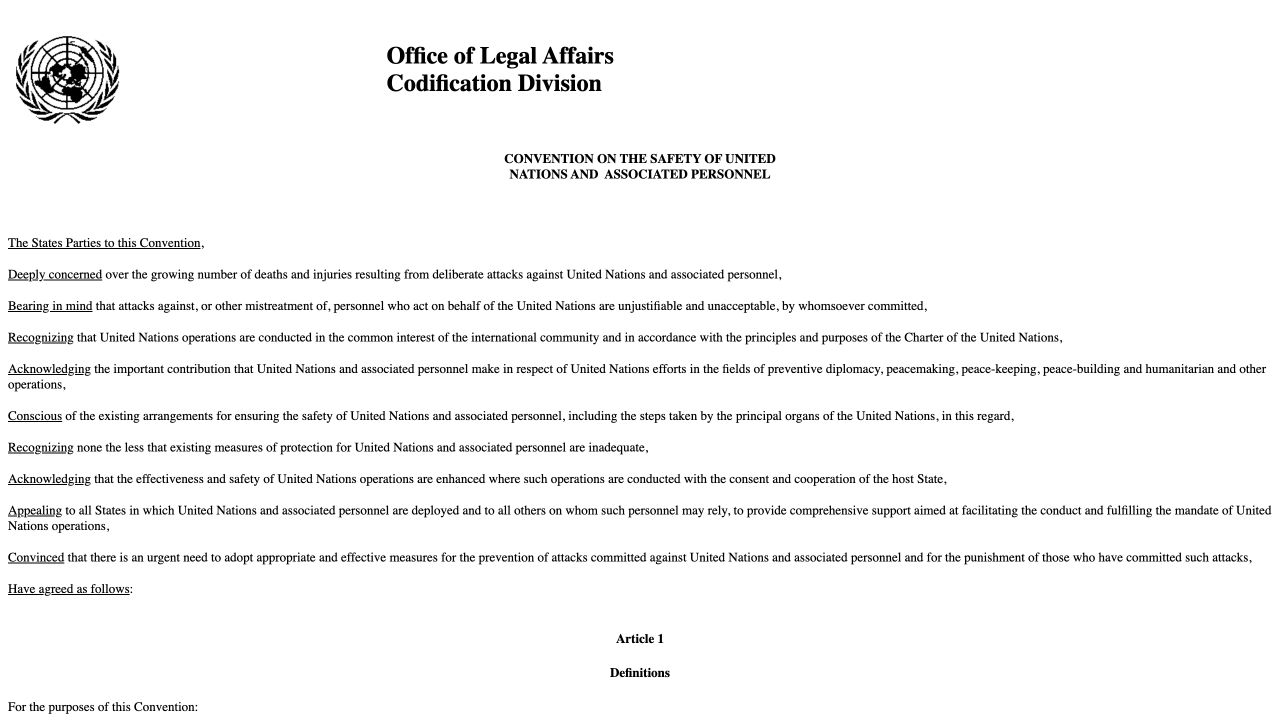 Office of Legal Affairs
Codification Division
CONVENTION ON THE SAFETY OF UNITED
NATIONS AND ASSOCIATED PERSONNEL
The States Parties to this Convention,
Deeply concerned over the growing number of deaths and injuries resulting from deliberate attacks against United Nations and associated personnel,
Bearing in mind that attacks against, or other mistreatment of, personnel who act on behalf of the United Nations are unjustifiable and unacceptable, by whomsoever committed,
Recognizing that United Nations operations are conducted in the common interest of the international community and in accordance with the principles and purposes of the Charter of the United Nations,
Acknowledging the important contribution that United Nations and associated personnel make in respect of United Nations efforts in the fields of preventive diplomacy, peacemaking, peace-keeping, peace-building and humanitarian and other
operations,
Conscious of the existing arrangements for ensuring the safety of United Nations and associated personnel, including the steps taken by the principal organs of the United Nations, in this regard,
Recognizing none the less that existing measures of protection for United Nations and associated personnel are inadequate,
Acknowledging that the effectiveness and safety of United Nations operations are enhanced where such operations are conducted with the consent and cooperation of the host State,
Appealing to all States in which United Nations and associated personnel are deployed and to all others on whom such personnel may rely, to provide comprehensive support aimed at facilitating the conduct and fulfilling the mandate of United
Nations operations,
Convinced that there is an urgent need to adopt appropriate and effective measures for the prevention of attacks committed against United Nations and associated personnel and for the punishment of those who have committed such attacks,
Have agreed as follows:
Article 1
Definitions
For the purposes of this Convention: